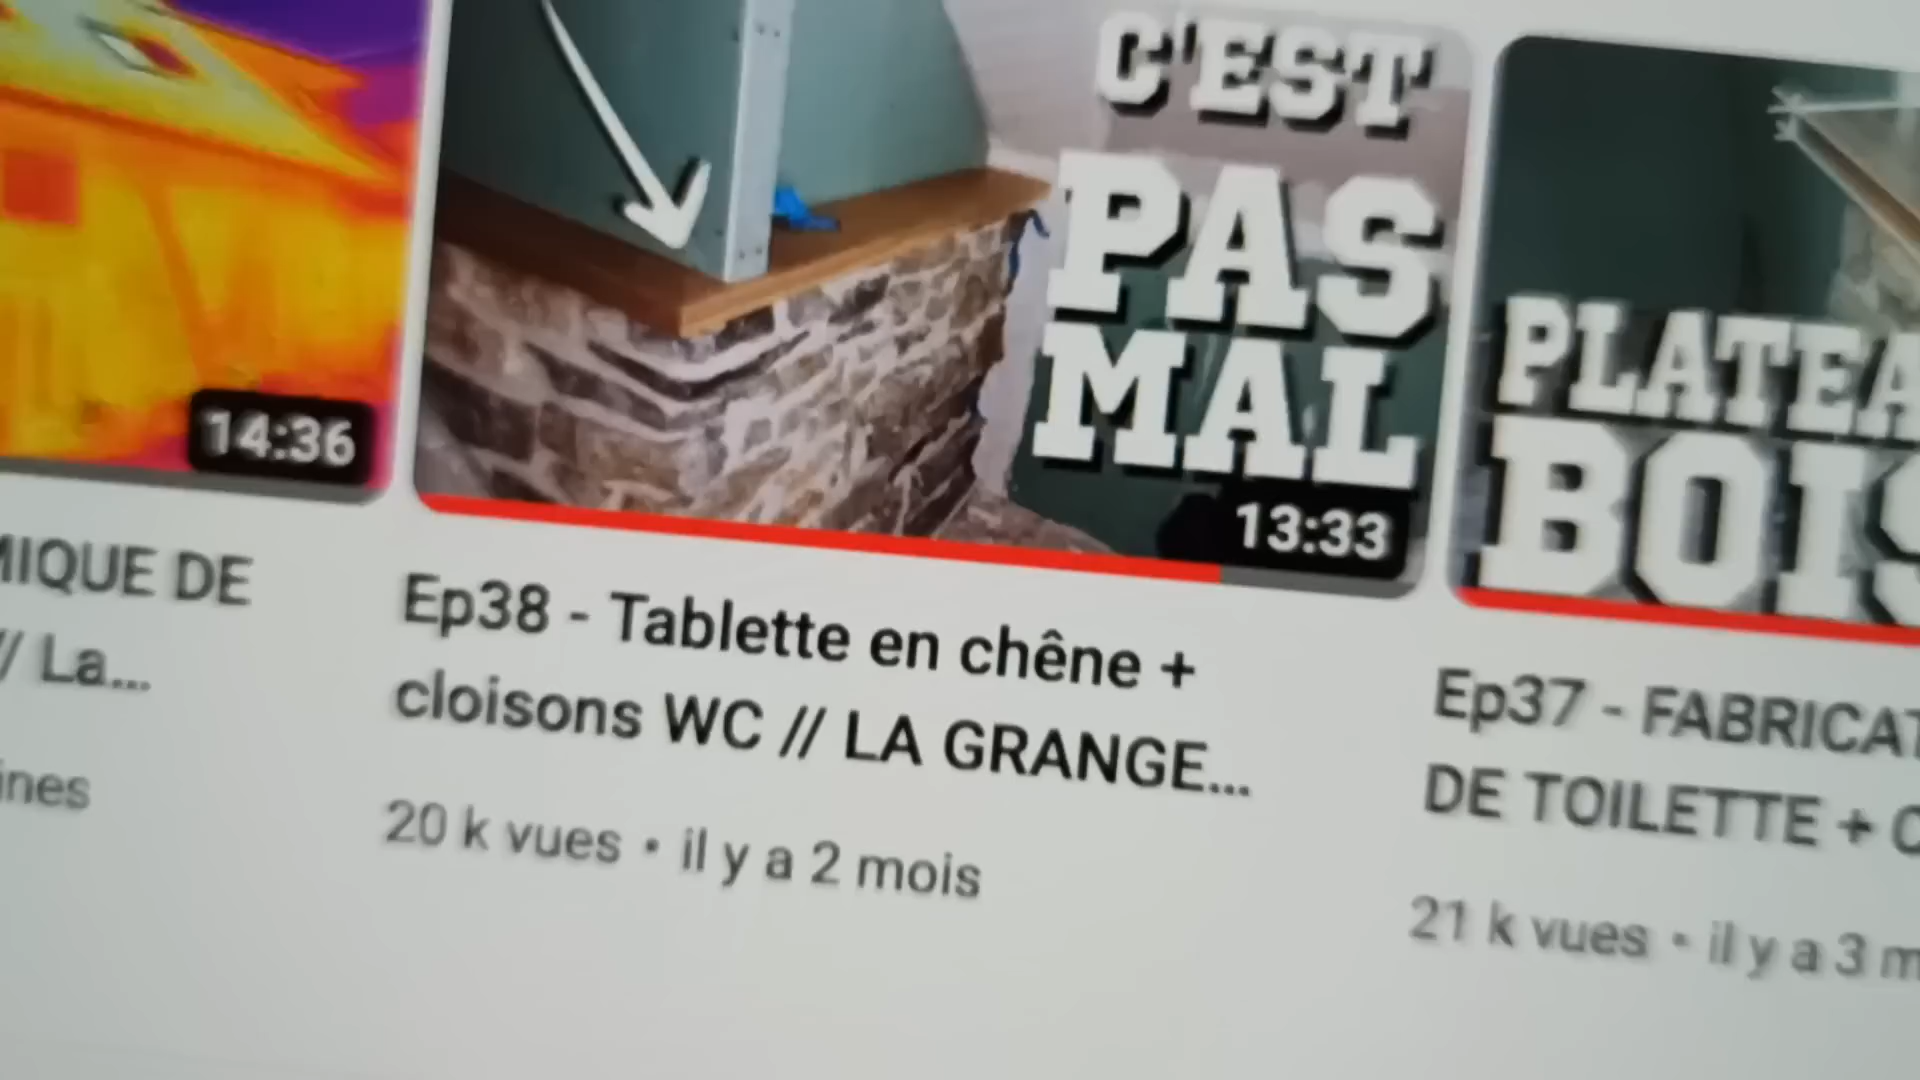 14:36
MIQUE DE
// La...
ines
C'EST
PAS
MAL
13:33
Ep38 - Tablette en chêne +
cloisons WC // LA GRANGE...
20 k vues • il y a 2 mois
PLATEA
BOIS
Ep37 - FABRICAT
DE TOILETTE + C
21 k vues • il y a 3 m